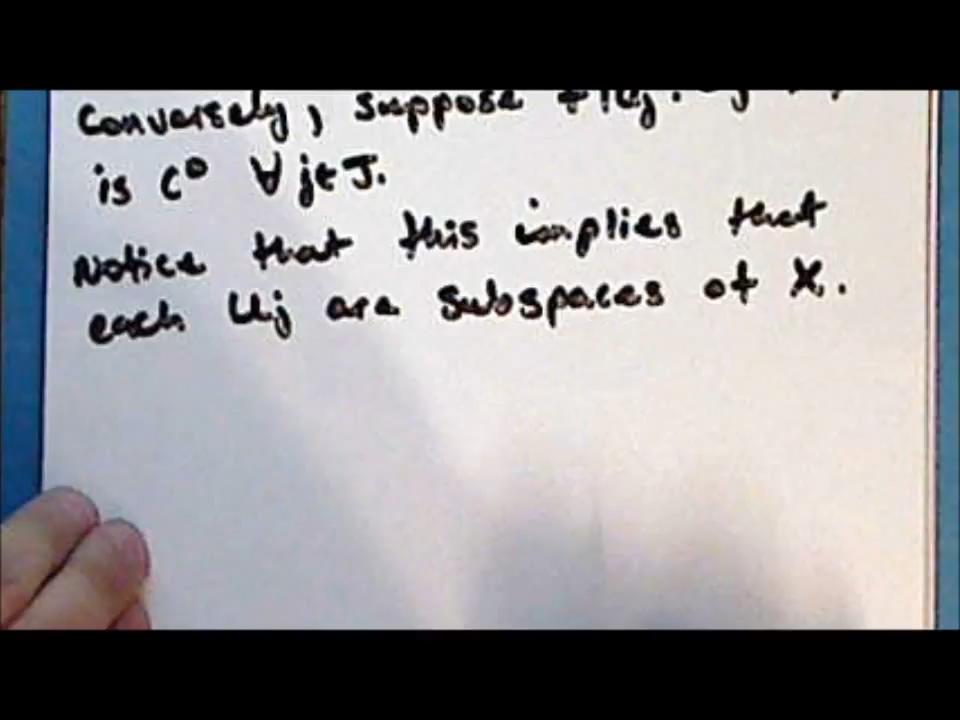 Conversely, suppose
is C⁰ ∀ j∈J.
Notice that this implies that
each Uj are subspaces of X.